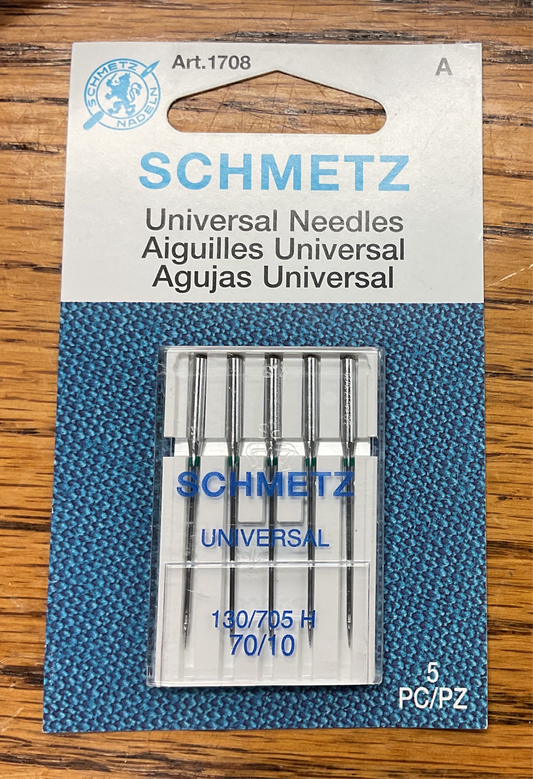 SCHMETZ
NADELN
Art.1708
A
SCHMETZ
Universal Needles
Aiguilles Universal
Agujas Universal
SCHMETZ
UNIVERSAL
130/705 H
70/10
5
PC/PZ